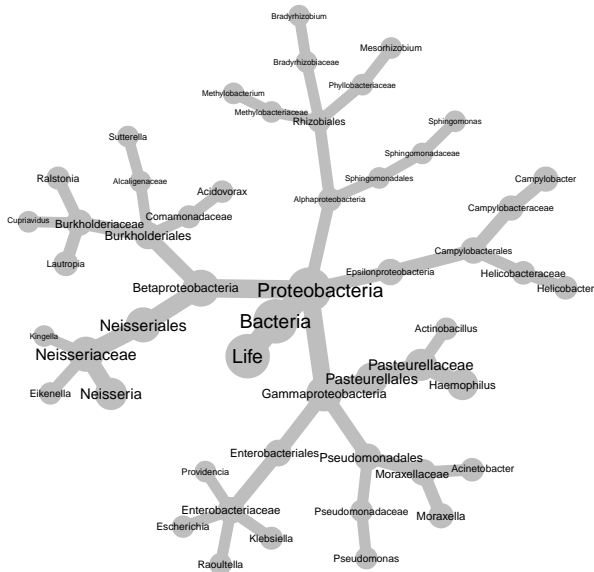 Bradyrhizobium
Mesorhizobium
Bradyrhizobiaceae
Phyllobacteriaceae
Methylobacterium
Methylobacteriaceae
Rhizobiales
Sphingomonas
Sutterella
Sphingomonadaceae
Ralstonia
Alcaligenaceae
Sphingomonadales
Campylobacter
Acidovorax
Alphaproteobacteria
Campylobacteraceae
Cupriavidus
Burkholderiaceae
Comamonadaceae
Burkholderiales
Campylobacterales
Lautropia
Epsilonproteobacteria
Helicobacteraceae
Betaproteobacteria
Proteobacteria
Helicobacter
Neisseriales
Bacteria
Actinobacillus
Kingella
Neisseriaceae
Life
Pasteurellaceae
Pasteurellales
Haemophilus
Eikenella
Neisseria
Gammaproteobacteria
Enterobacteriales
Pseudomonadales
Providencia
Moraxellaceae
Acinetobacter
Enterobacteriaceae
Pseudomonadaceae
Moraxella
Escherichia
Klebsiella
Raoultella
Pseudomonas